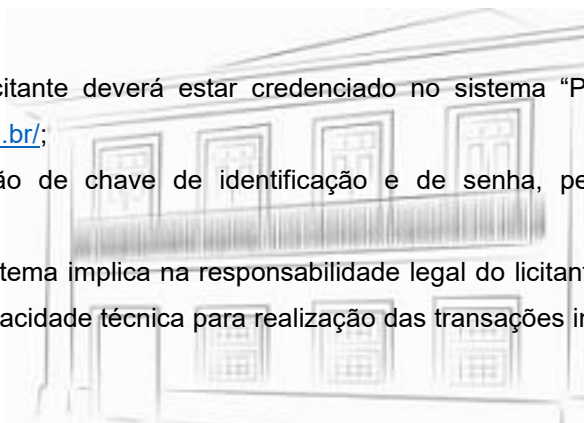 citante deverá estar credenciado no sistema “P
.br/;
ão de chave de identificação e de senha, pe
tema implica na responsabilidade legal do licitant
acidade técnica para realização das transações in